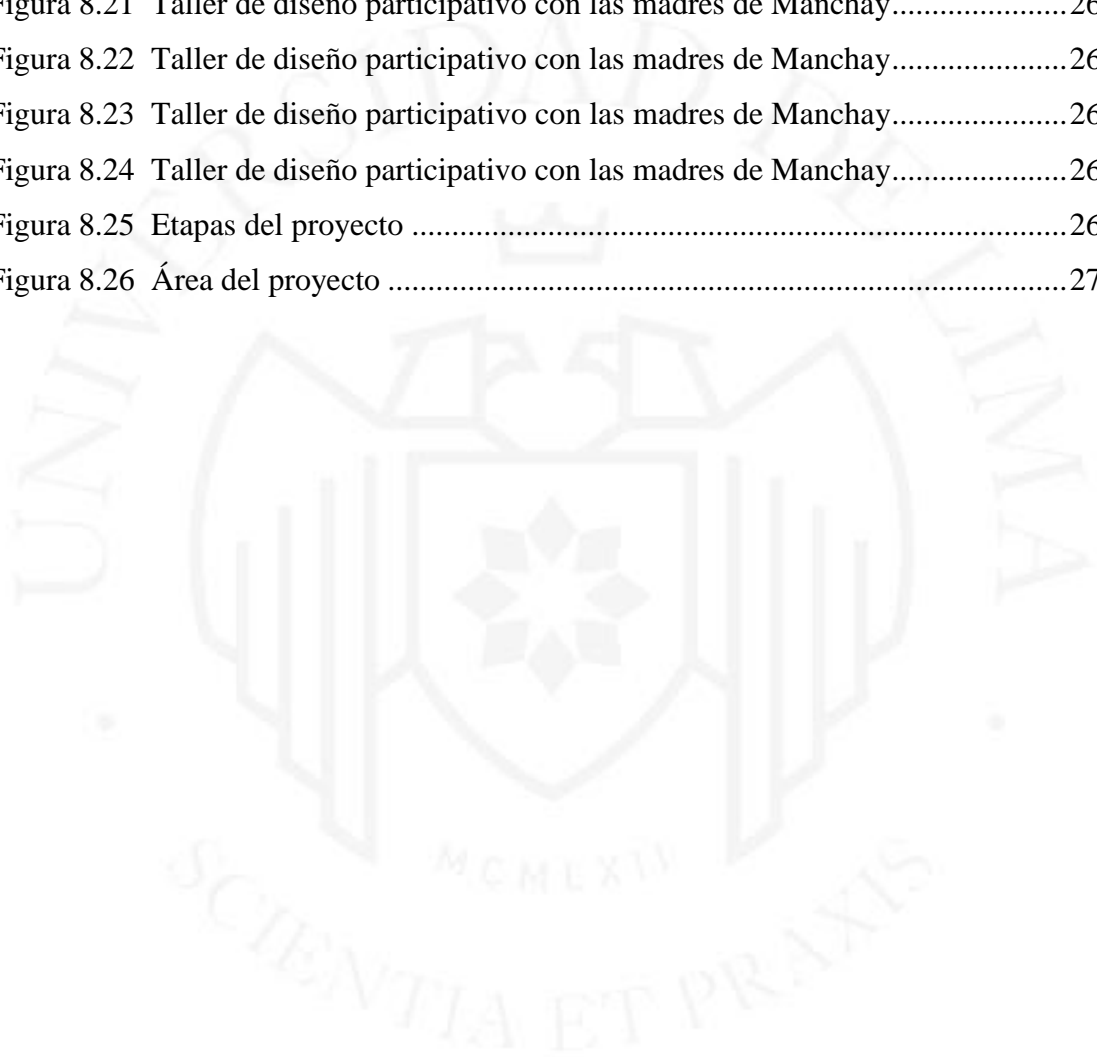 Figura 8.21 Taller de diseño participativo con las madres de Manchay......................26
Figura 8.22 Taller de diseño participativo con las madres de Manchay......................26
Figura 8.23 Taller de diseño participativo con las madres de Manchay......................26
Figura 8.24 Taller de diseño participativo con las madres de Manchay......................26
Figura 8.25 Etapas del proyecto ...................................................................................26
Figura 8.26 Área del proyecto ......................................................................................27
UNIVERSIDAD DE LIMA
MCMLXII
SCIENTIA ET PRAXIS